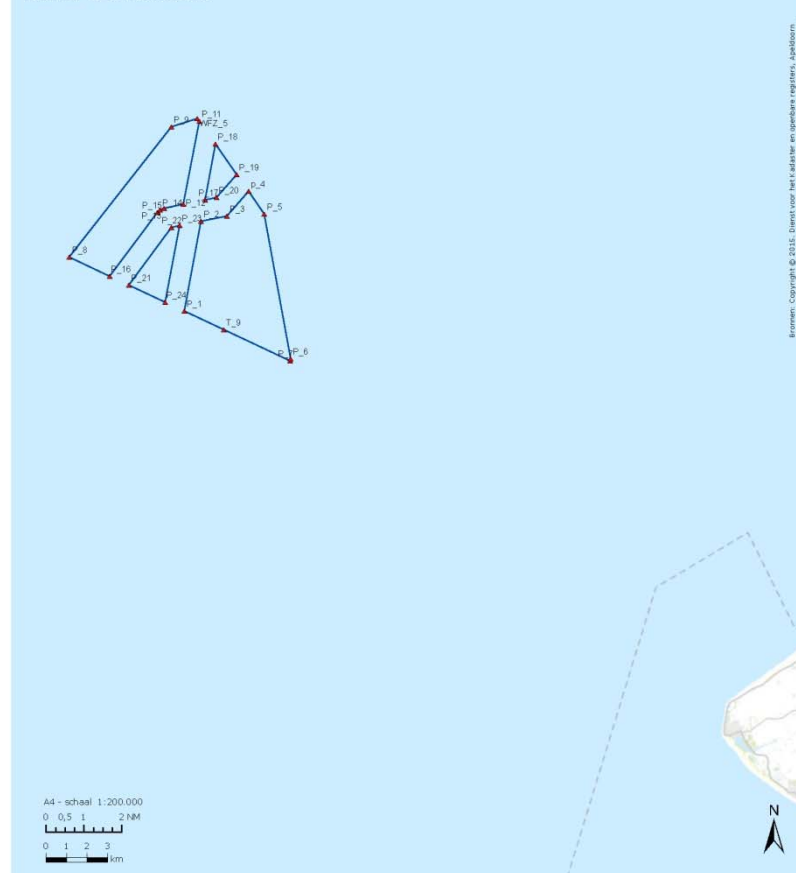 P_9
P_11
WFZ_5
P_18
P_19
P_4
P_17
P_20
P_15
P_14
P_12
P_22
P_23
P_2
P_3
P_5
P_8
P_16
P_21
P_24
P_1
T_9
P_6
Bronnen: Copyright © 2015, Dienst voor het kadaster en openbare registers, Apeldoorn
A4 - schaal 1:200.000
0 0,5 1 2 NM
0 1 2 3 km
N